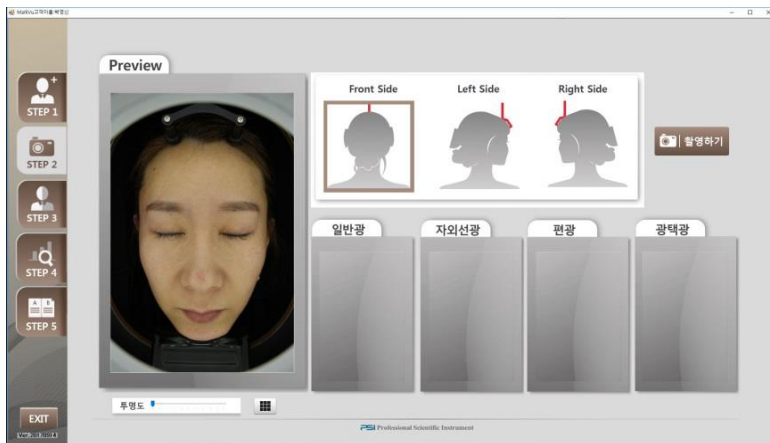 Preview
Front Side
Left Side
Right Side
STEP 1
STEP 2
STEP 3
STEP 4
A B
STEP 5
촬영하기
일반광
자외선광
편광
광택광
투명도
EXIT
PSI Professional Scientific Instrument